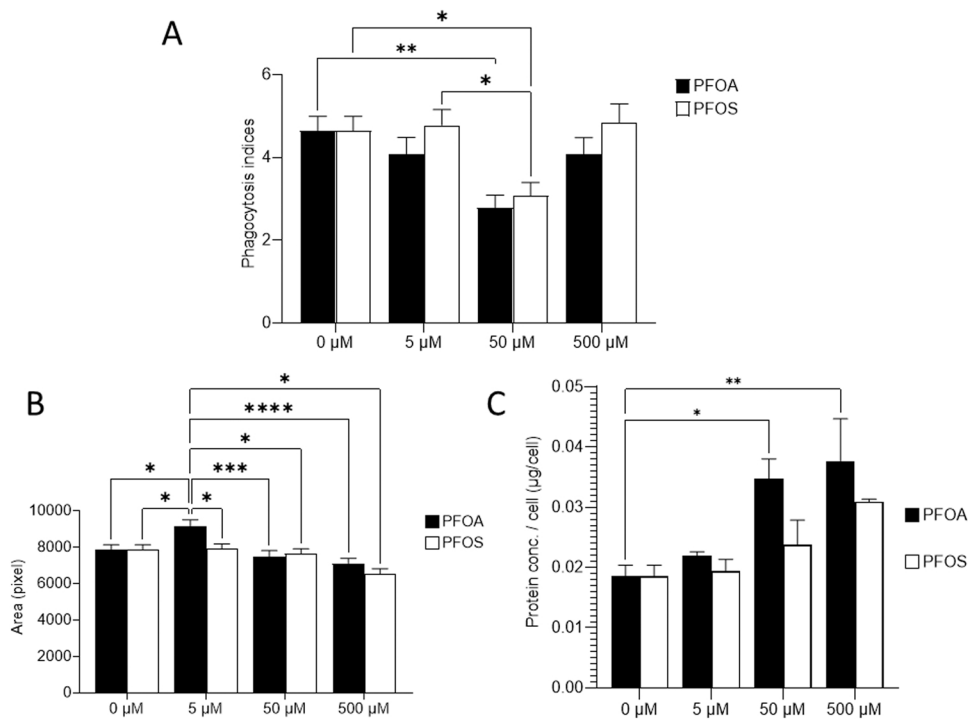 A
*
**
*
6
4
2
0
Phagocytosis indices
PFOA
PFOS
0 µM
5 µM
50 µM
500 µM
B
*
****
*
*
***
*
*
10000
8000
6000
4000
2000
0
Area (pixel)
PFOA
PFOS
0 µM
5 µM
50 µM
500 µM
C
**
*
0.05
0.04
0.03
0.02
0.01
0.00
Protein conc. / cell (µg/cell)
PFOA
PFOS
0 µM
5 µM
50 µM
500 µM